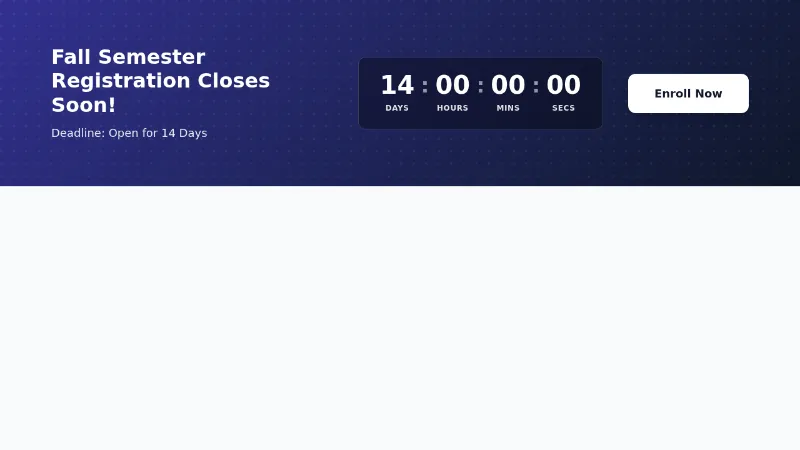 Fall Semester
Registration Closes
Soon!
Deadline: Open for 14 Days
14 : 00 : 00 : 00
DAYS HOURS MINS SECS
Enroll Now